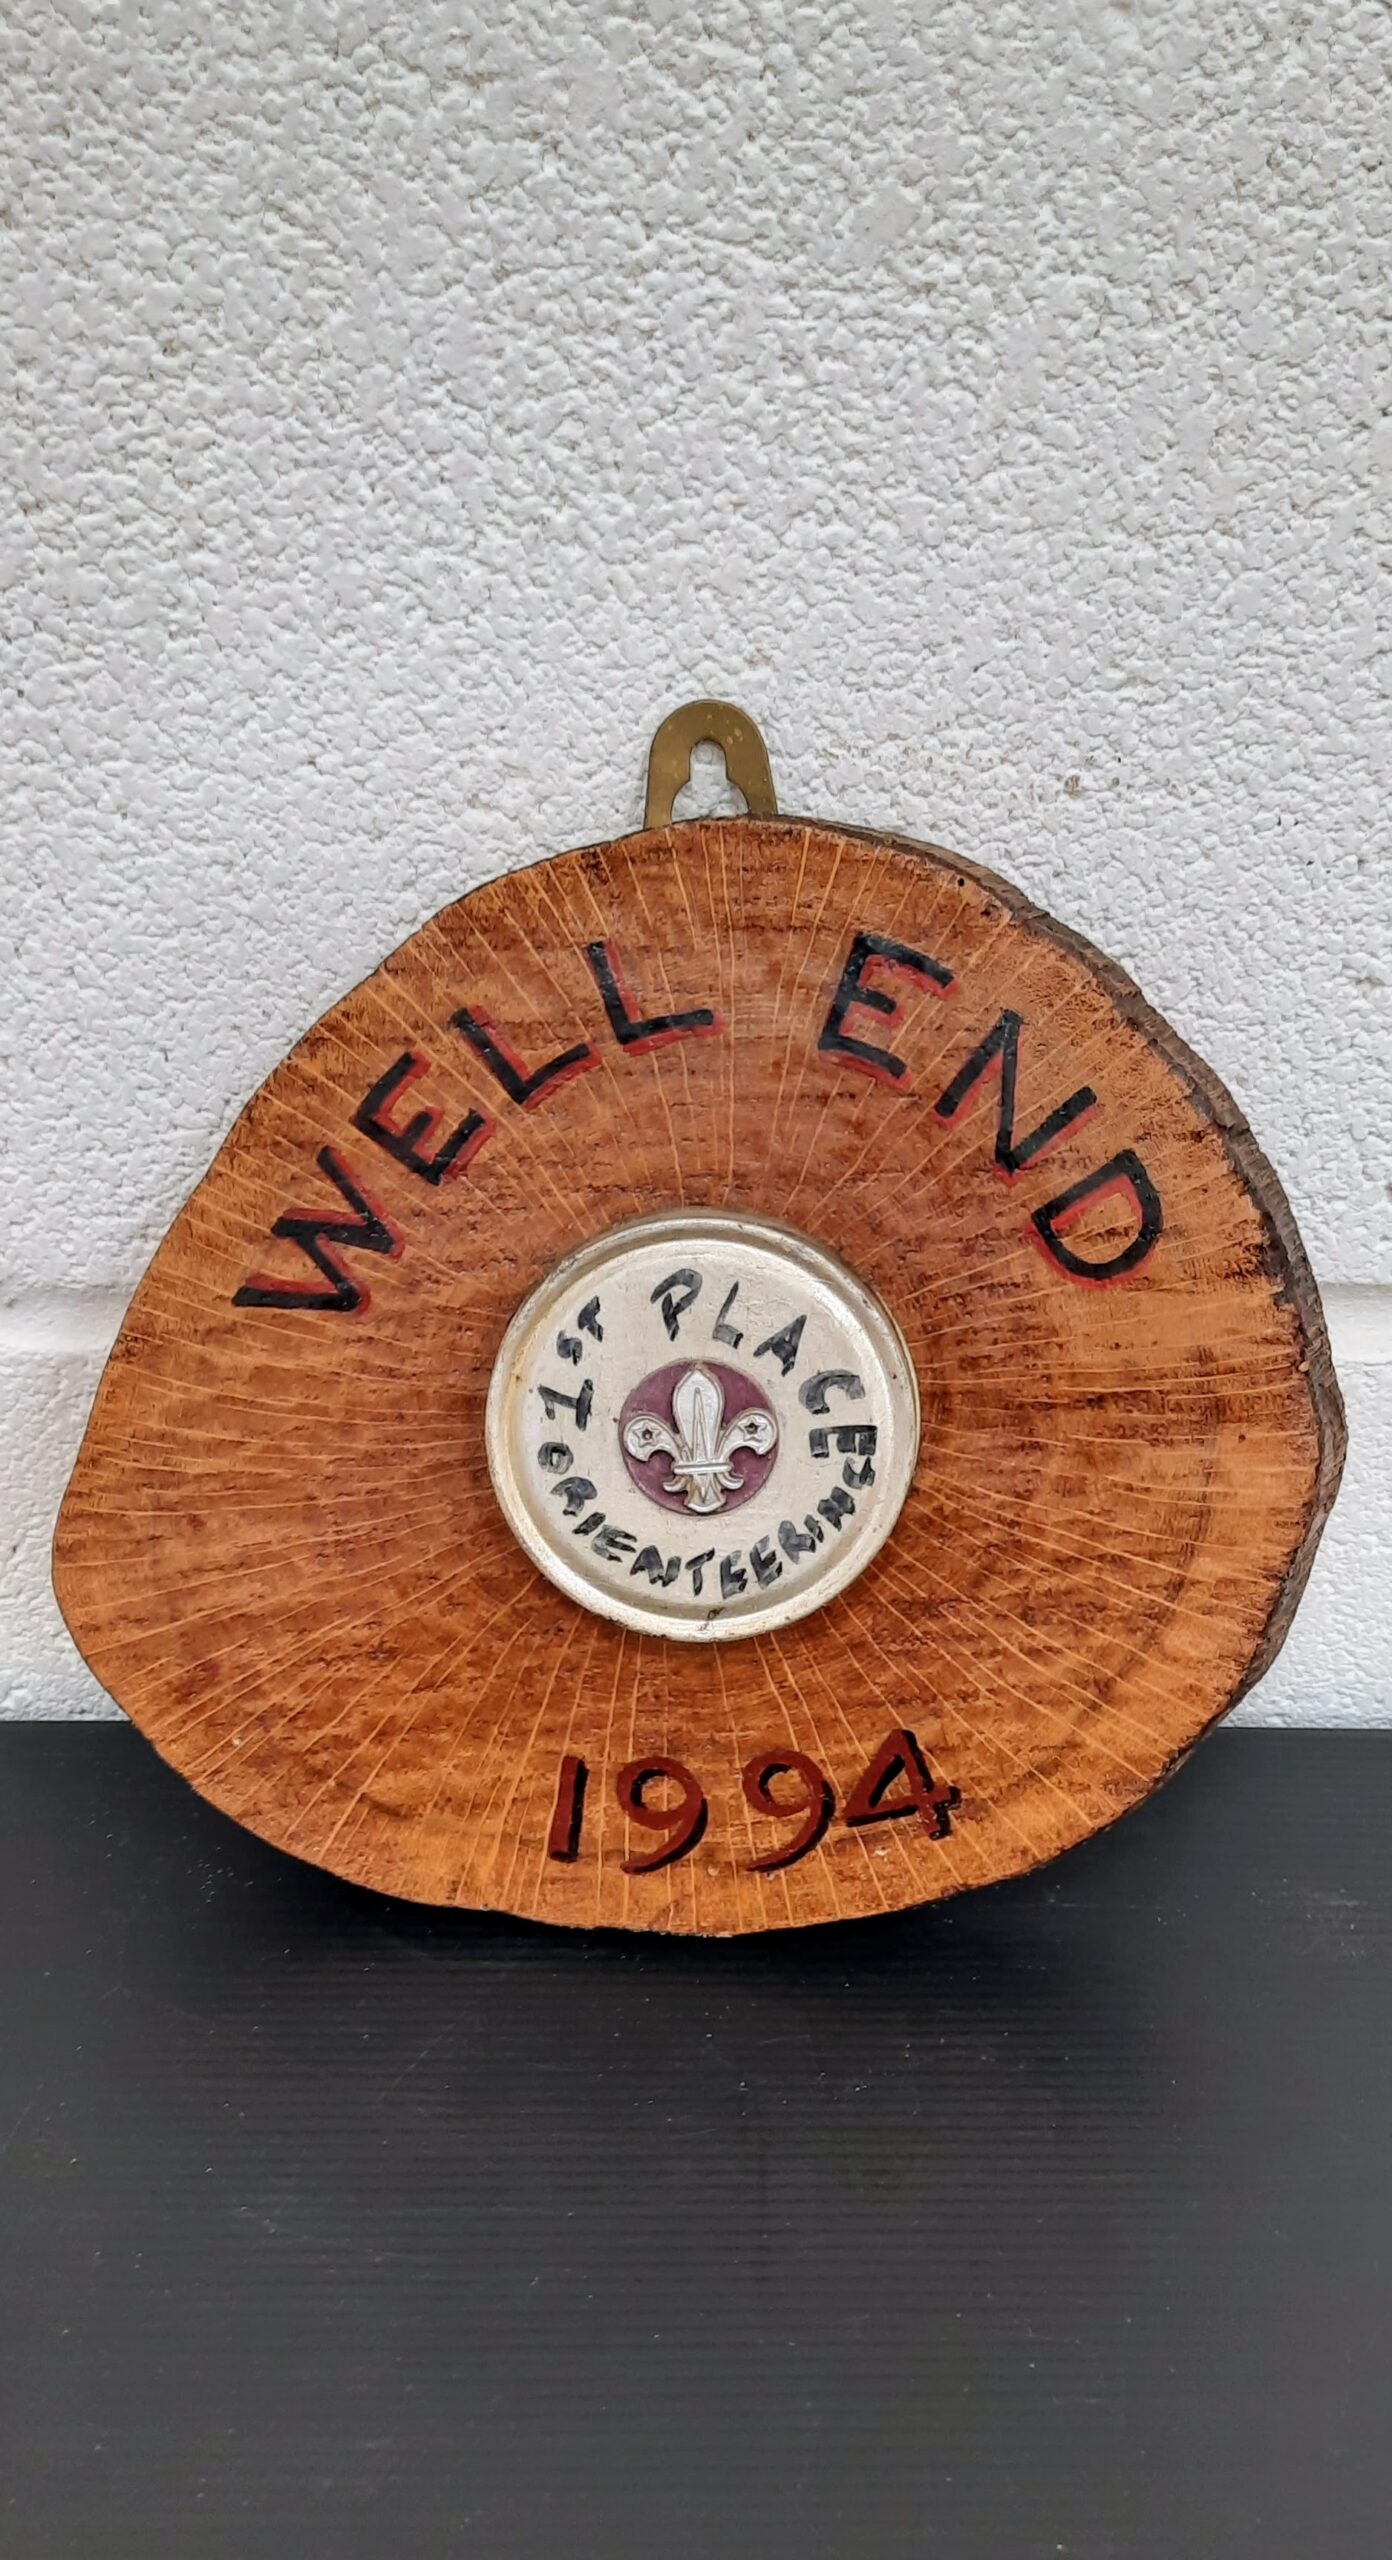 WELL END
1st PLACE
ORIENTEERING
1994